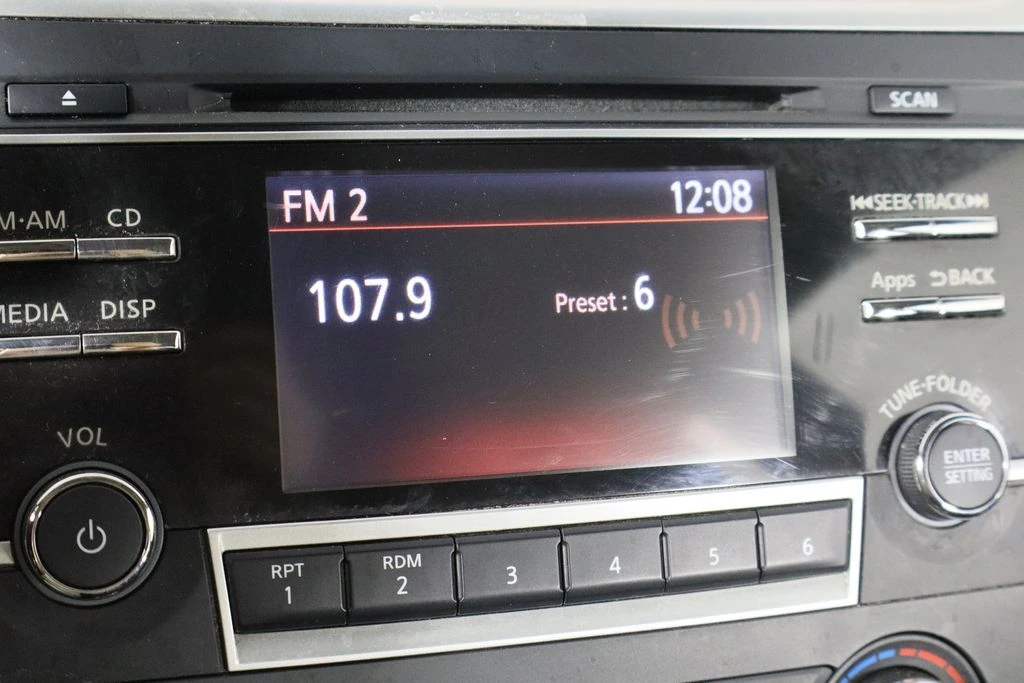 SCAN
M·AM CD
FM 2 12:08
SEEK·TRACK
107.9 Preset : 6
Apps BACK
MEDIA DISP
TUNE·FOLDER
VOL
ENTER
SETTING
RPT RDM
1 2 3 4 5 6